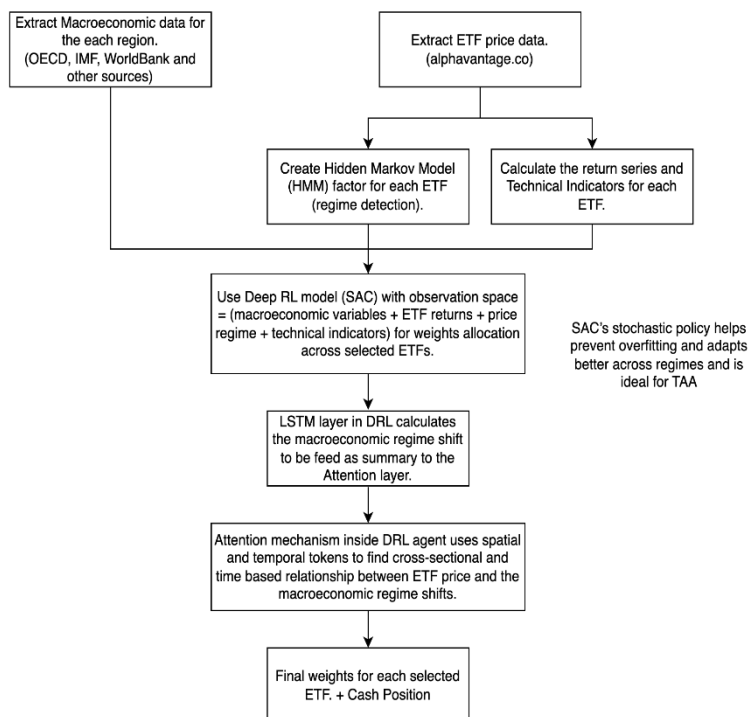 Extract Macroeconomic data for
the each region.
(OECD, IMF, WorldBank and
other sources)
Extract ETF price data.
(alphavantage.co)
Create Hidden Markov Model
(HMM) factor for each ETF
(regime detection).
Calculate the return series and
Technical Indicators for each
ETF.
Use Deep RL model (SAC) with observation space
= (macroeconomic variables + ETF returns + price
regime + technical indicators) for weights allocation
across selected ETFs.
SAC's stochastic policy helps
prevent overfitting and adapts
better across regimes and is
ideal for TAA
LSTM layer in DRL calculates
the macroeconomic regime shift
to be feed as summary to the
Attention layer.
Attention mechanism inside DRL agent uses spatial
and temporal tokens to find cross-sectional and
time based relationship between ETF price and the
macroeconomic regime shifts.
Final weights for each selected
ETF. + Cash Position